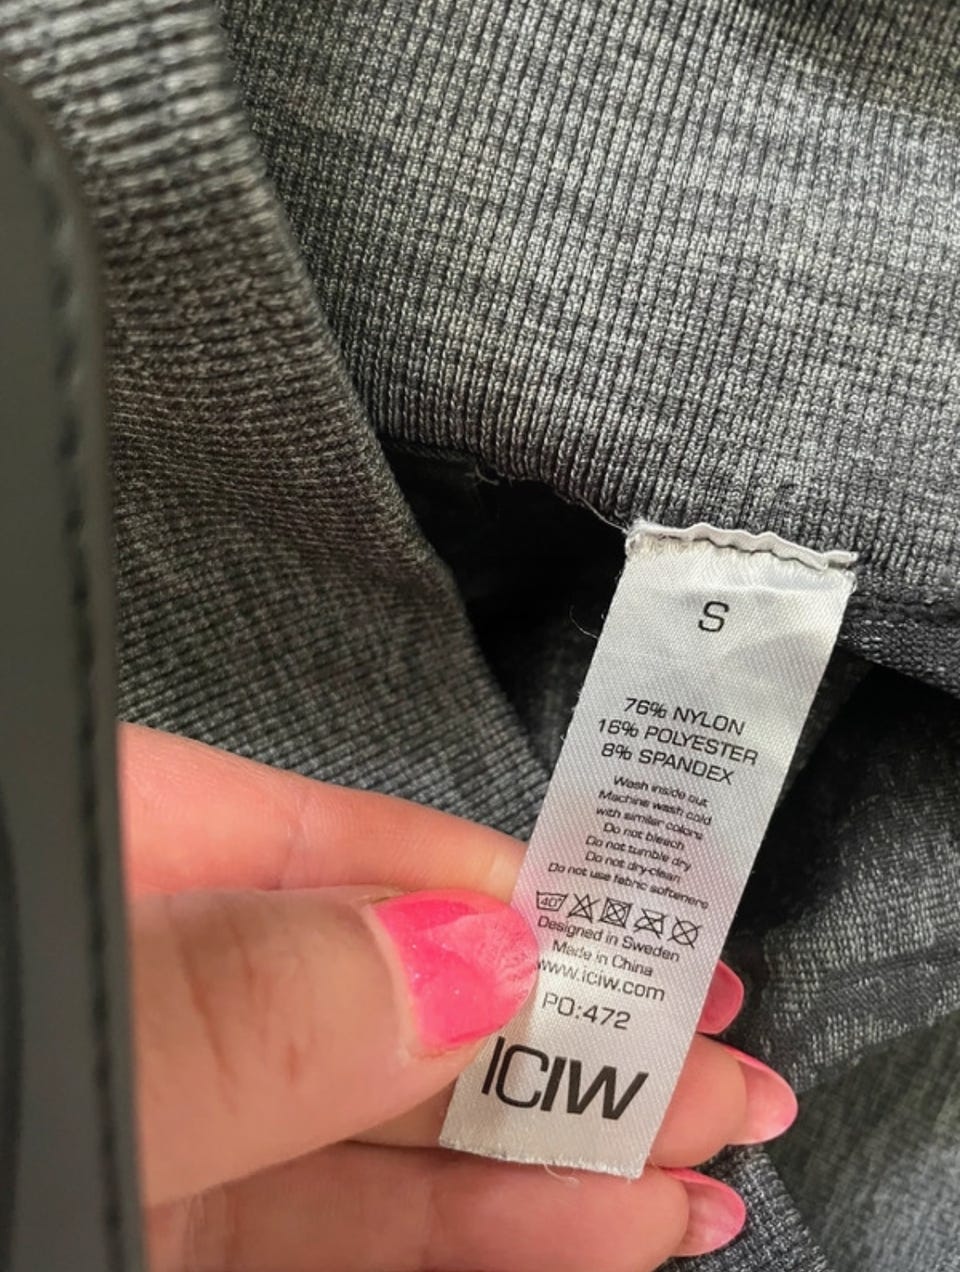 S
76% NYLON
16% POLYESTER
8% SPANDEX
Wash inside out
Machine wash cold
with similar colors
Do not bleach
Do not tumble dry
Do not dry-clean
Do not use fabric softeners
40°
Designed in Sweden
Made in China
www.iciw.com
PO:472
ICIW